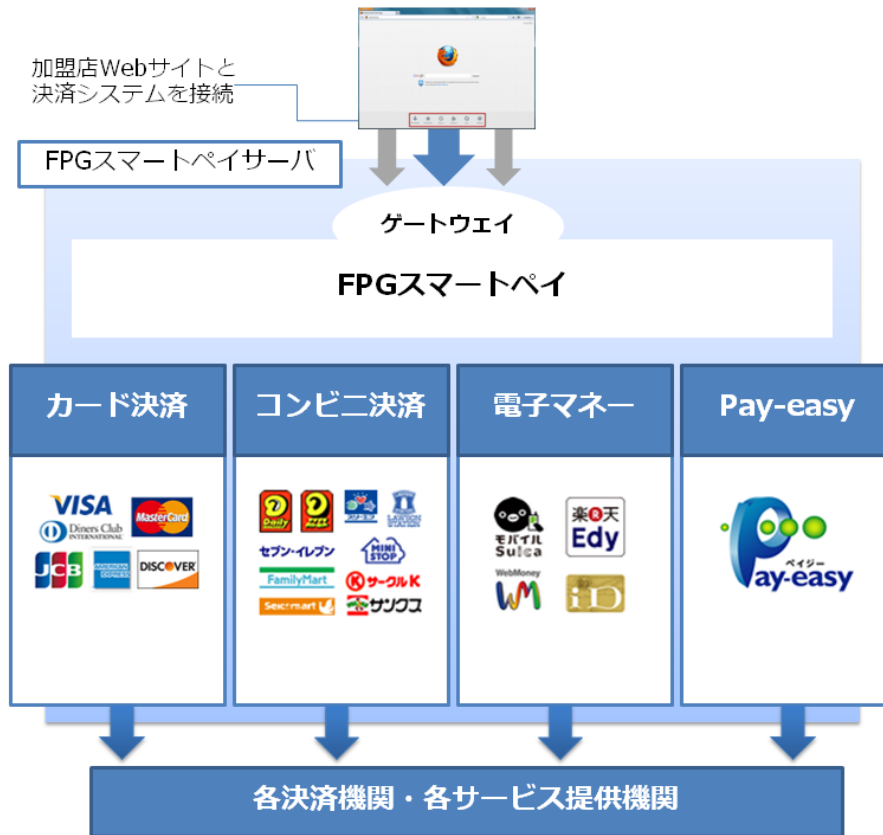 加盟店Webサイトと
決済システムを接続
FPGスマートペイサーバ
ゲートウェイ
FPGスマートペイ
カード決済
コンビニ決済
電子マネー
Pay-easy
VISA
MasterCard
Diners Club
INTERNATIONAL
JCB
AMERICAN
EXPRESS
DISCOVER
Daily
LAWSON
STATION
セブン-イレブン
MINI
STOP
FamilyMart
サークルK
Seicomart
サンクス
モバイル
Suica
楽天
Edy
WebMoney
iD
ペイジー
Pay-easy
各決済機関・各サービス提供機関